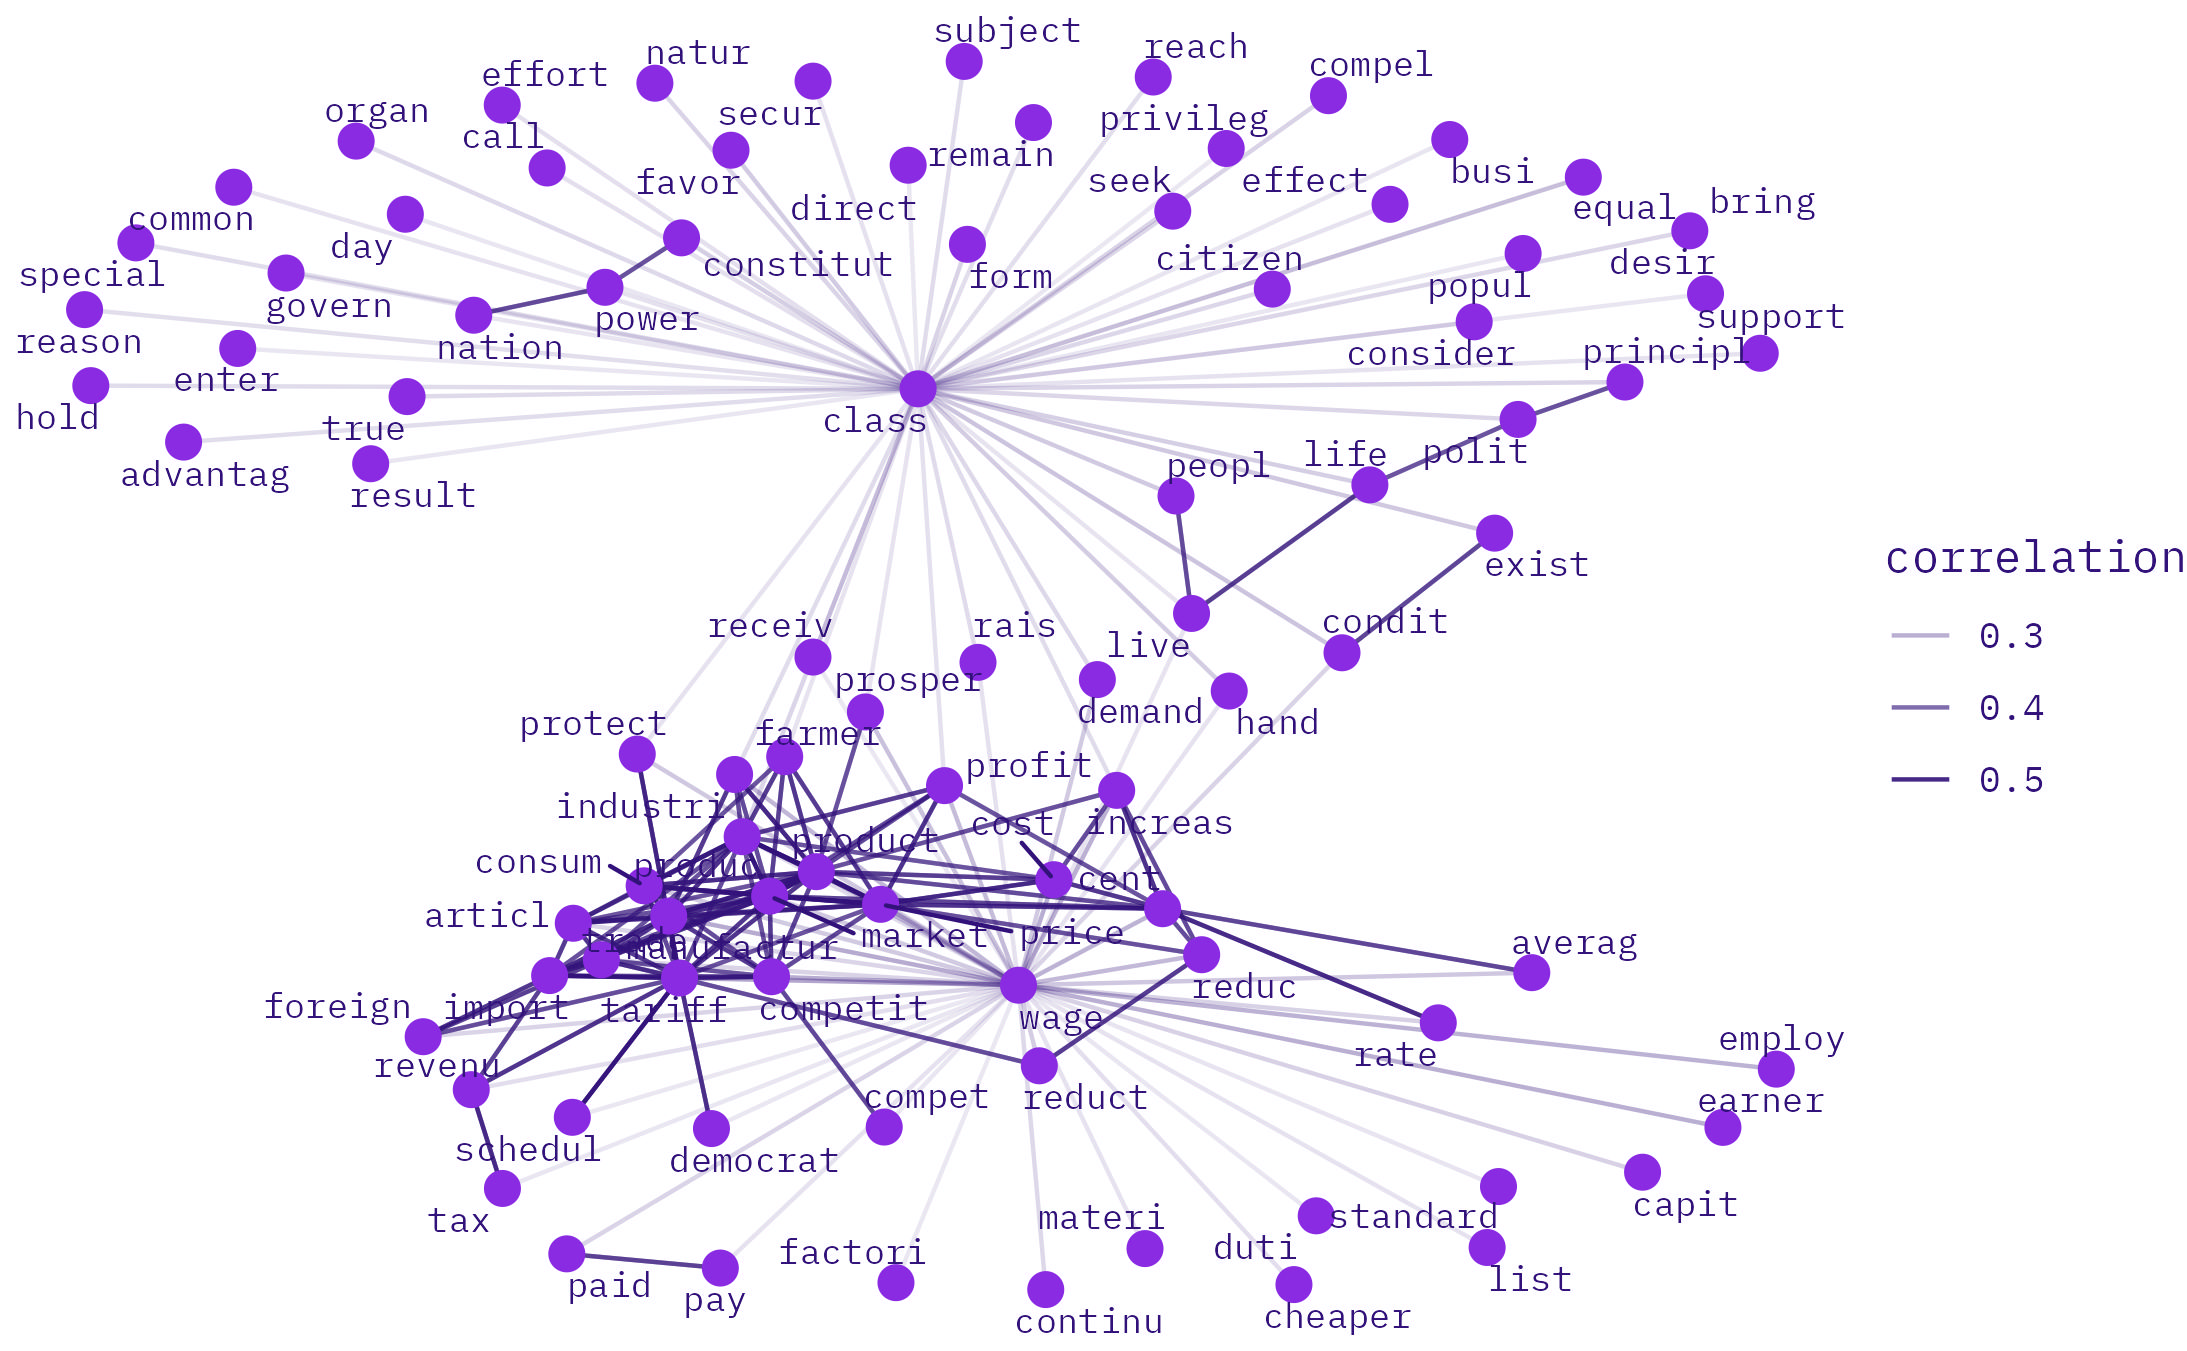 subject
reach
natur
compel
effort
organ
secur
privileg
call
remain
busi
favor
seek
effect
bring
direct
equal
common
day
constitut
citizen
desir
special
form
popul
govern
power
support
reason
nation
consider
principl
enter
hold
class
true
polit
life
peopl
advantag
result
correlation
exist
0.3
receiv
rais
condit
live
prosper
0.4
demand
hand
protect
farmer
profit
0.5
industri
cost
increas
product
consum
produc
cent
articl
trade
manufactur
market
price
averag
reduc
foreign
import
tariff
competit
wage
employ
rate
revenu
compet
reduct
earner
schedul
democrat
capit
tax
materi
standard
duti
factori
list
paid
pay
continu
cheaper